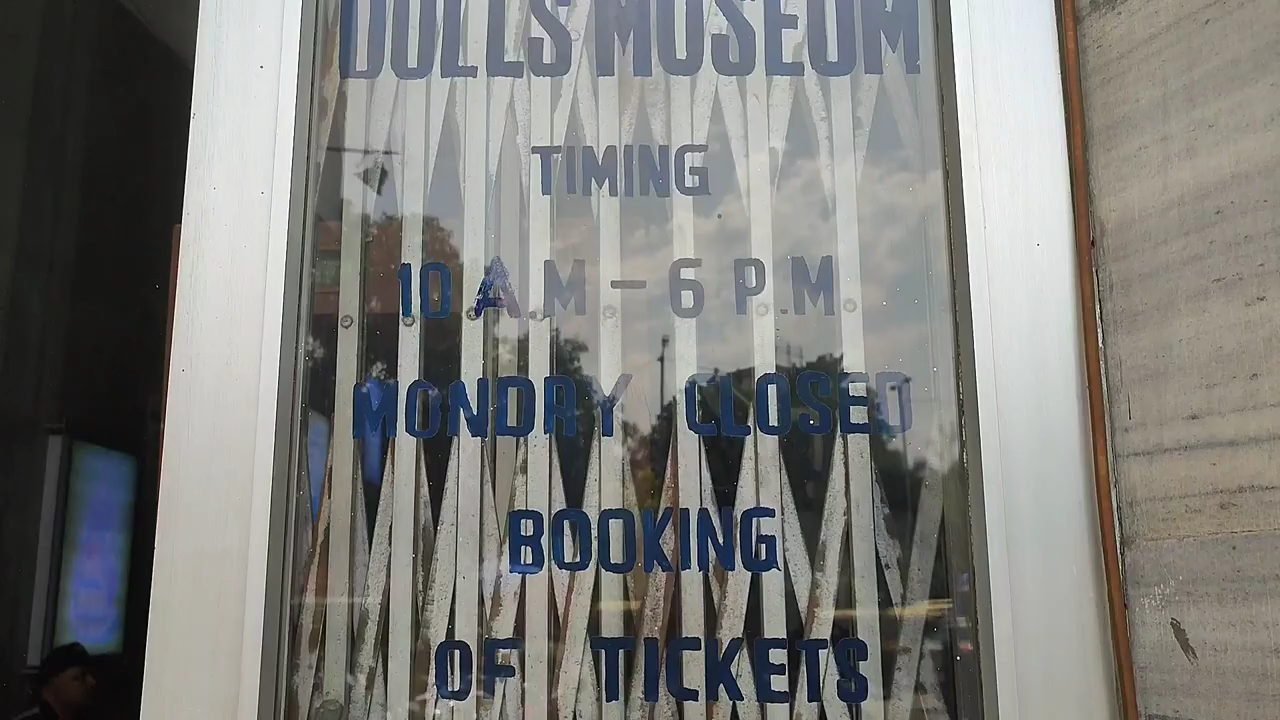 DOLLS MUSEUM
TIMING
10 A.M - 6 P.M
MONDAY CLOSED
BOOKING
OF TICKETS